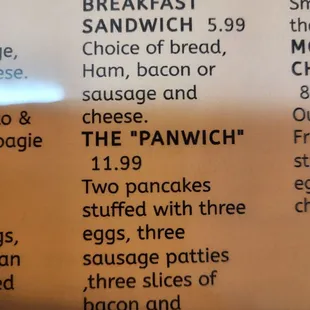 BREAKFAST
SANDWICH 5.99
Choice of bread,
Ham, bacon or
sausage and
cheese.
THE "PANWICH"
11.99
Two pancakes
stuffed with three
eggs, three
sausage patties
,three slices of
bacon and